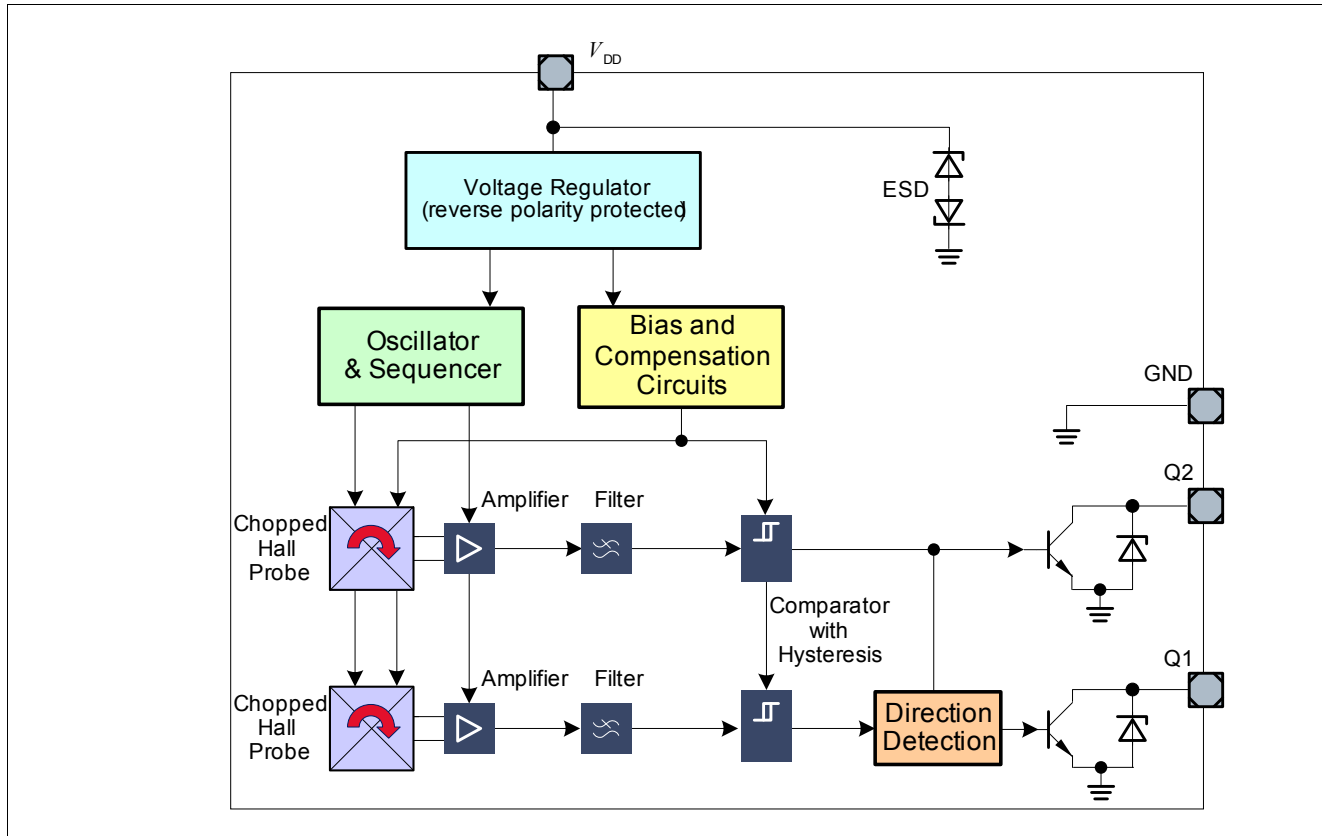 VDD
Voltage Regulator
(reverse polarity protected)
ESD
Oscillator
& Sequencer
Bias and
Compensation
Circuits
GND
Q2
Amplifier
Filter
Chopped
Hall
Probe
Comparator
with
Hysteresis
Q1
Amplifier
Filter
Chopped
Hall
Probe
Direction
Detection